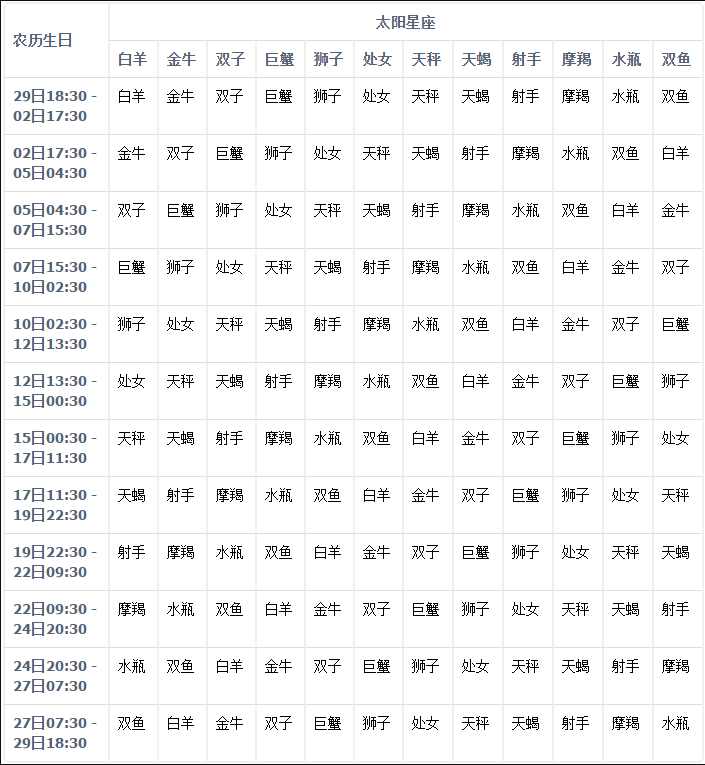 农历生日 太阳星座
白羊 金牛 双子 巨蟹 狮子 处女 天秤 天蝎 射手 摩羯 水瓶 双鱼
29日18:30 -
02日17:30 白羊 金牛 双子 巨蟹 狮子 处女 天秤 天蝎 射手 摩羯 水瓶 双鱼
02日17:30 -
05日04:30 金牛 双子 巨蟹 狮子 处女 天秤 天蝎 射手 摩羯 水瓶 双鱼 白羊
05日04:30 -
07日15:30 双子 巨蟹 狮子 处女 天秤 天蝎 射手 摩羯 水瓶 双鱼 白羊 金牛
07日15:30 -
10日02:30 巨蟹 狮子 处女 天秤 天蝎 射手 摩羯 水瓶 双鱼 白羊 金牛 双子
10日02:30 -
12日13:30 狮子 处女 天秤 天蝎 射手 摩羯 水瓶 双鱼 白羊 金牛 双子 巨蟹
12日13:30 -
15日00:30 处女 天秤 天蝎 射手 摩羯 水瓶 双鱼 白羊 金牛 双子 巨蟹 狮子
15日00:30 -
17日11:30 天秤 天蝎 射手 摩羯 水瓶 双鱼 白羊 金牛 双子 巨蟹 狮子 处女
17日11:30 -
19日22:30 天蝎 射手 摩羯 水瓶 双鱼 白羊 金牛 双子 巨蟹 狮子 处女 天秤
19日22:30 -
22日09:30 射手 摩羯 水瓶 双鱼 白羊 金牛 双子 巨蟹 狮子 处女 天秤 天蝎
22日09:30 -
24日20:30 摩羯 水瓶 双鱼 白羊 金牛 双子 巨蟹 狮子 处女 天秤 天蝎 射手
24日20:30 -
27日07:30 水瓶 双鱼 白羊 金牛 双子 巨蟹 狮子 处女 天秤 天蝎 射手 摩羯
27日07:30 -
29日18:30 双鱼 白羊 金牛 双子 巨蟹 狮子 处女 天秤 天蝎 射手 摩羯 水瓶